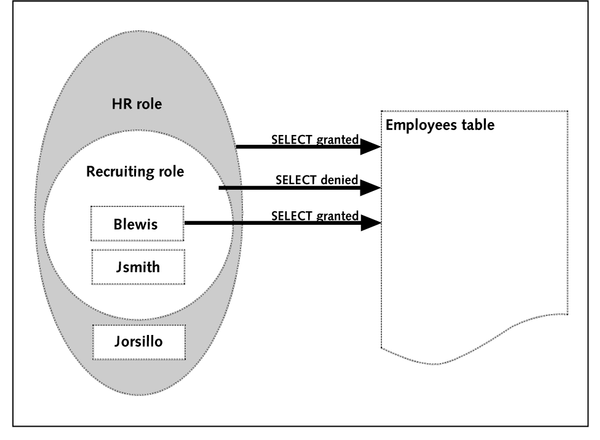 HR role
SELECT granted
Employees table
Recruiting role
SELECT denied
Blewis
SELECT granted
Jsmith
Jorsillo